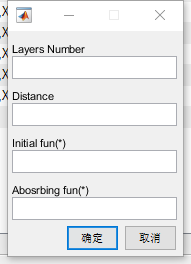 Layers Number
Distance
Initial fun(*)
Abosrbing fun(*)
确定 取消